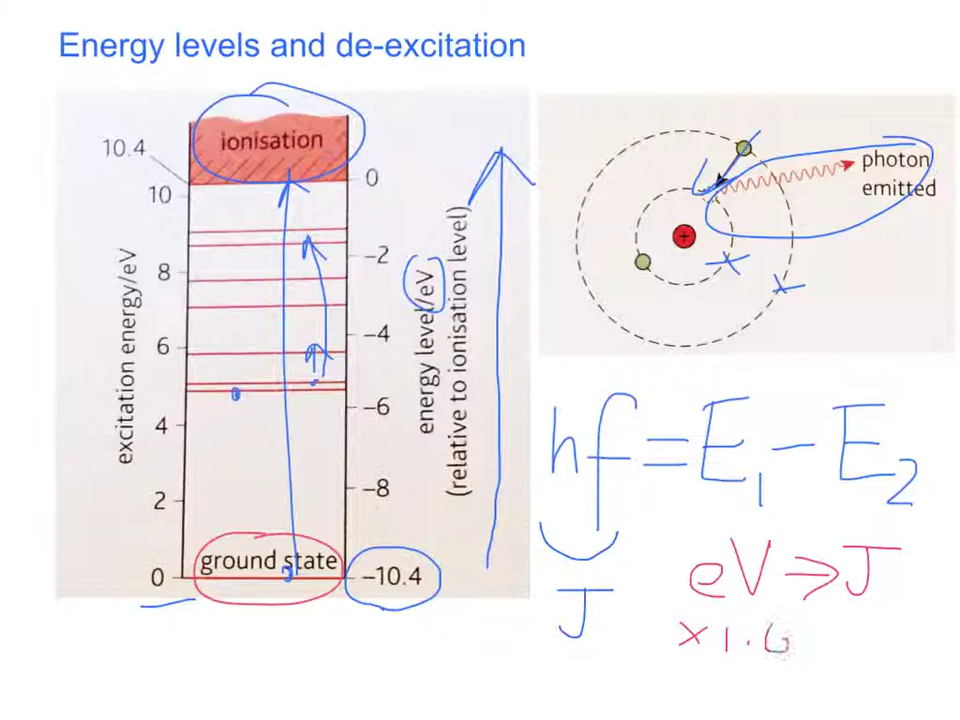 Energy levels and de-excitation
ionisation
10.4
10
8
6
4
2
0
excitation energy/eV
ground state
0
-2
-4
-6
-8
-10.4
energy level/eV
(relative to ionisation level)
+
photon
emitted
hf = E₁ - E₂
J
eV → J
×1.6